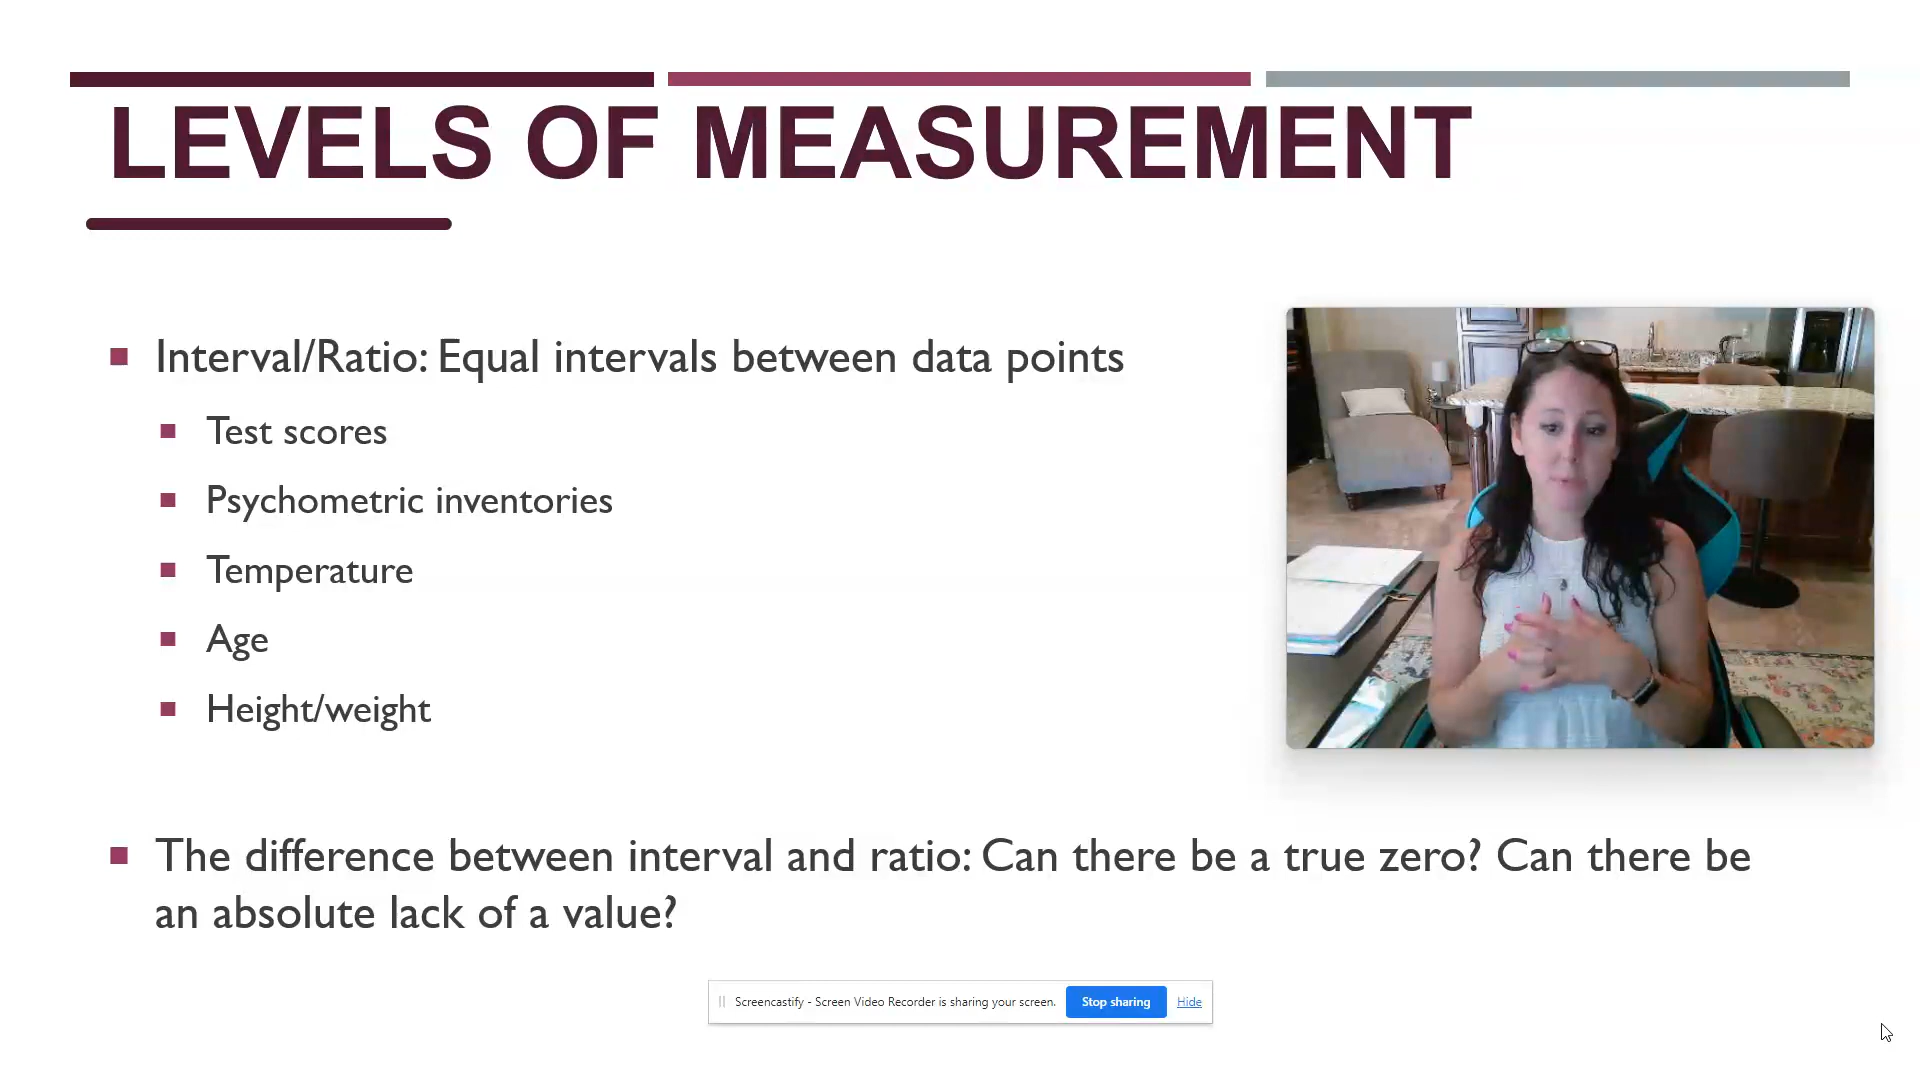 LEVELS OF MEASUREMENT
Interval/Ratio: Equal intervals between data points
Test scores
Psychometric inventories
Temperature
Age
Height/weight
The difference between interval and ratio: Can there be a true zero? Can there be
an absolute lack of a value?
Screencastify - Screen Video Recorder is sharing your screen. Stop sharing Hide